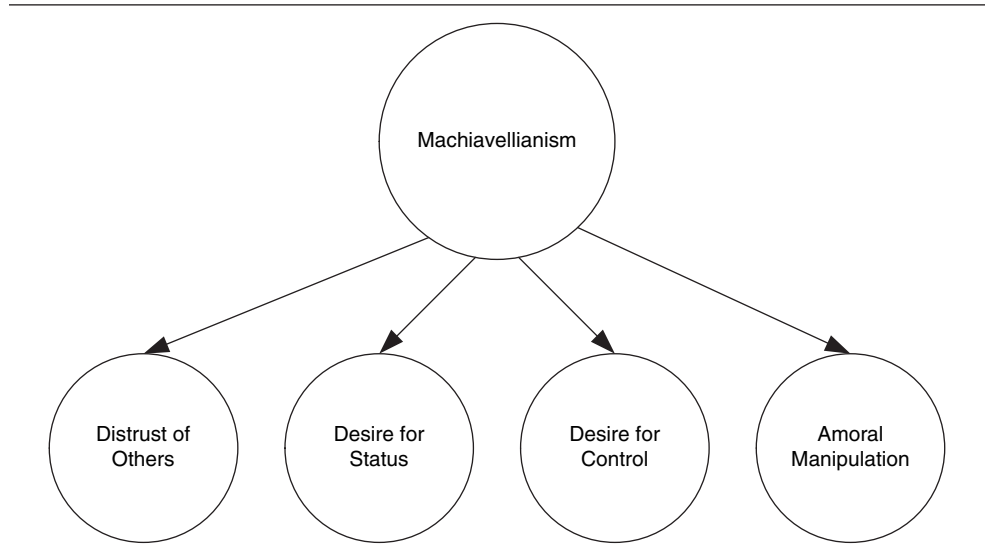 Machiavellianism
Distrust of
Others
Desire for
Status
Desire for
Control
Amoral
Manipulation